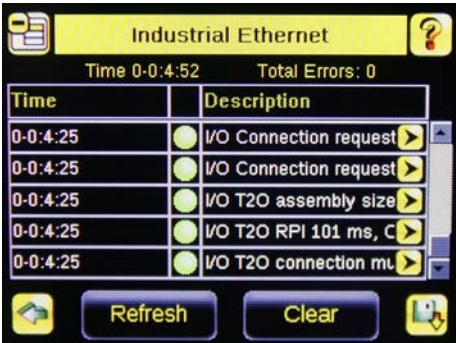 Industrial Ethernet
Time 0-0:4:52 Total Errors: 0
Time Description
0-0:4:25 I/O Connection request
0-0:4:25 I/O Connection request
0-0:4:25 I/O T2O assembly size
0-0:4:25 I/O T2O RPI 101 ms, C
0-0:4:25 I/O T2O connection mu
Refresh Clear